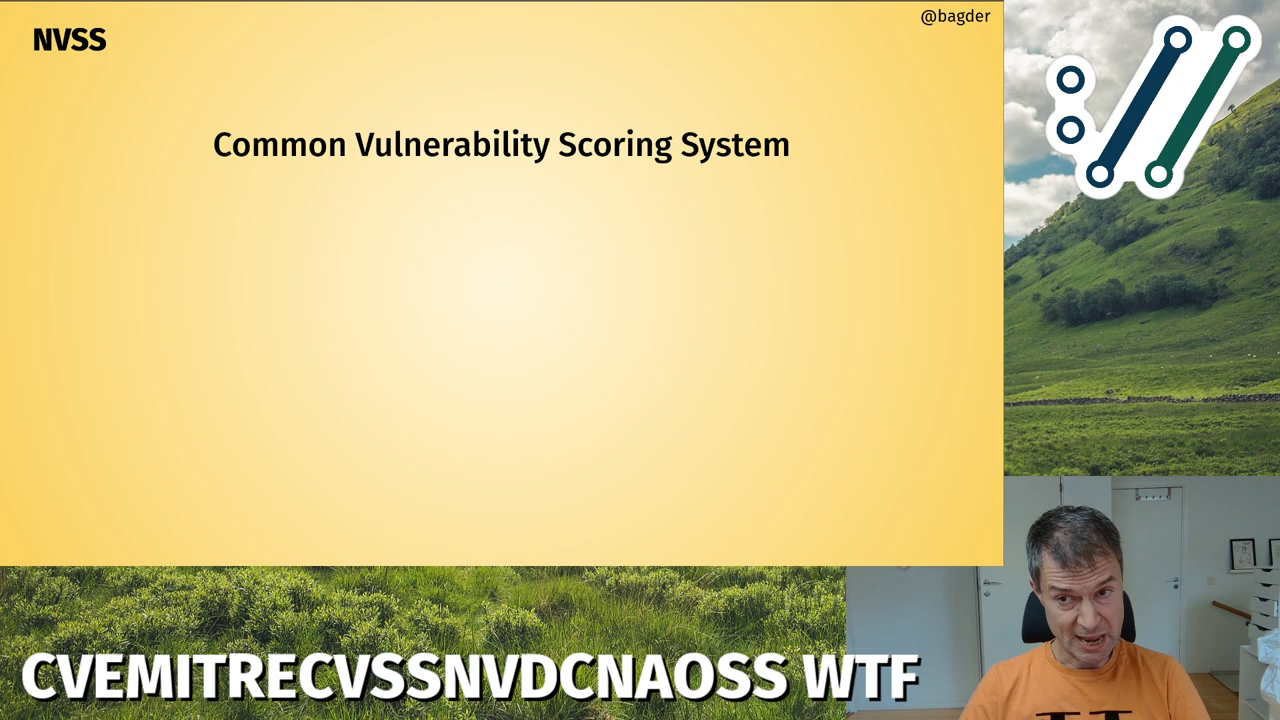 @bagder
NVSS
Common Vulnerability Scoring System
CVEMITRECVSSNVDCNAOSS WTF